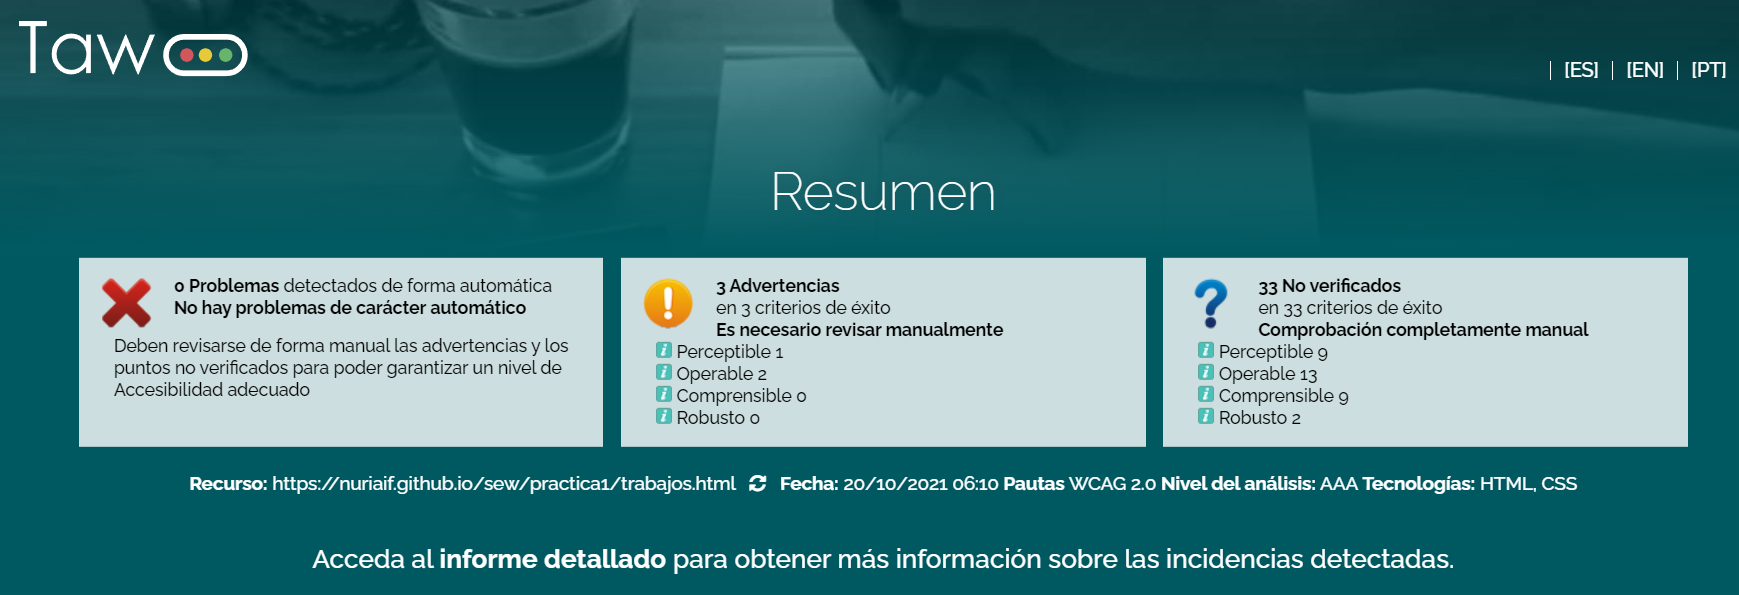 Taw
[ES] [EN] [PT]
Resumen
0 Problemas detectados de forma automática
No hay problemas de carácter automático
Deben revisarse de forma manual las advertencias y los
puntos no verificados para poder garantizar un nivel de
Accesibilidad adecuado
3 Advertencias
en 3 criterios de éxito
Es necesario revisar manualmente
Perceptible 1
Operable 2
Comprensible 0
Robusto 0
33 No verificados
en 33 criterios de éxito
Comprobación completamente manual
Perceptible 9
Operable 13
Comprensible 9
Robusto 2
Recurso: https://nuriaif.github.io/sew/practica1/trabajos.html Fecha: 20/10/2021 06:10 Pautas WCAG 2.0 Nivel del análisis: AAA Tecnologías: HTML, CSS
Acceda al informe detallado para obtener más información sobre las incidencias detectadas.